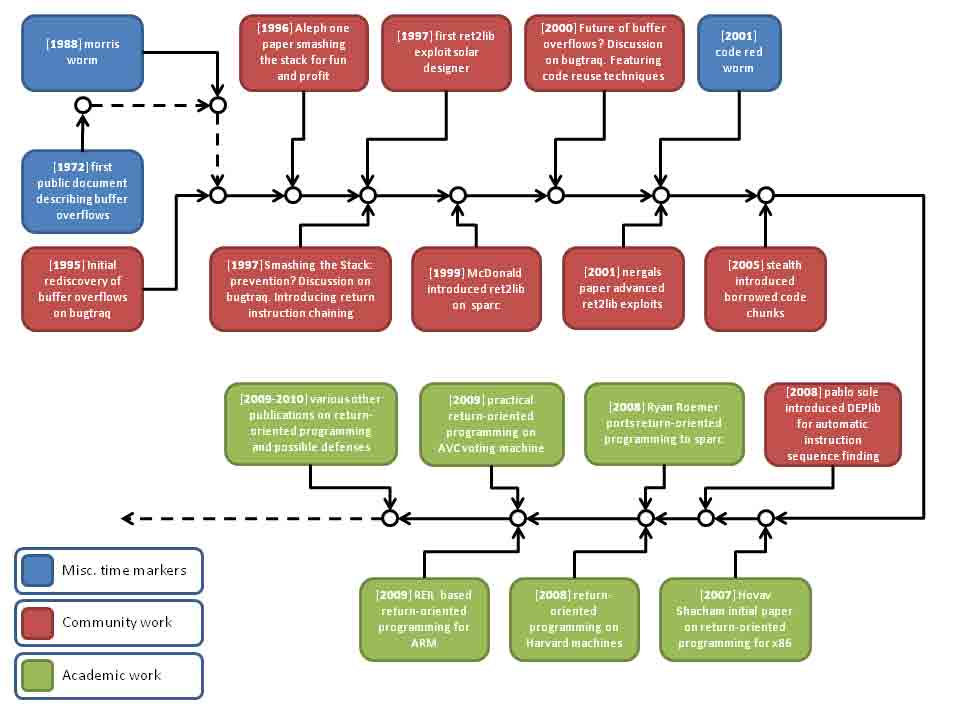 [1988] morris
worm
[1996] Aleph one
paper smashing
the stack for fun
and profit
[1997] first ret2lib
exploit solar
designer
[2000] Future of buffer
overflows? Discussion
on bugtraq. Featuring
code reuse techniques
[2001]
code red
worm
[1972] first
public document
describing buffer
overflows
[1995] Initial
rediscovery of
buffer overflows
on bugtraq
[1997] Smashing the Stack:
prevention? Discussion on
bugtraq. Introducing return
instruction chaining
[1999] McDonald
introduced ret2lib
on sparc
[2001] nergals
paper advanced
ret2lib exploits
[2005] stealth
introduced
borrowed code
chunks
[2009-2010] various other
publications on return-
oriented programming
and possible defenses
[2009] practical
return-oriented
programming on
AVC voting machine
[2008] Ryan Roemer
ports return-oriented
programming to sparc
[2008] pablo sole
introduced DEPlib
for automatic
instruction
sequence finding
[2009] RER based
return-oriented
programming for
ARM
[2008] return-
oriented
programming on
Harvard machines
[2007] Hovav
Shacham initial paper
on return-oriented
programming for x86
Misc. time markers
Community work
Academic work